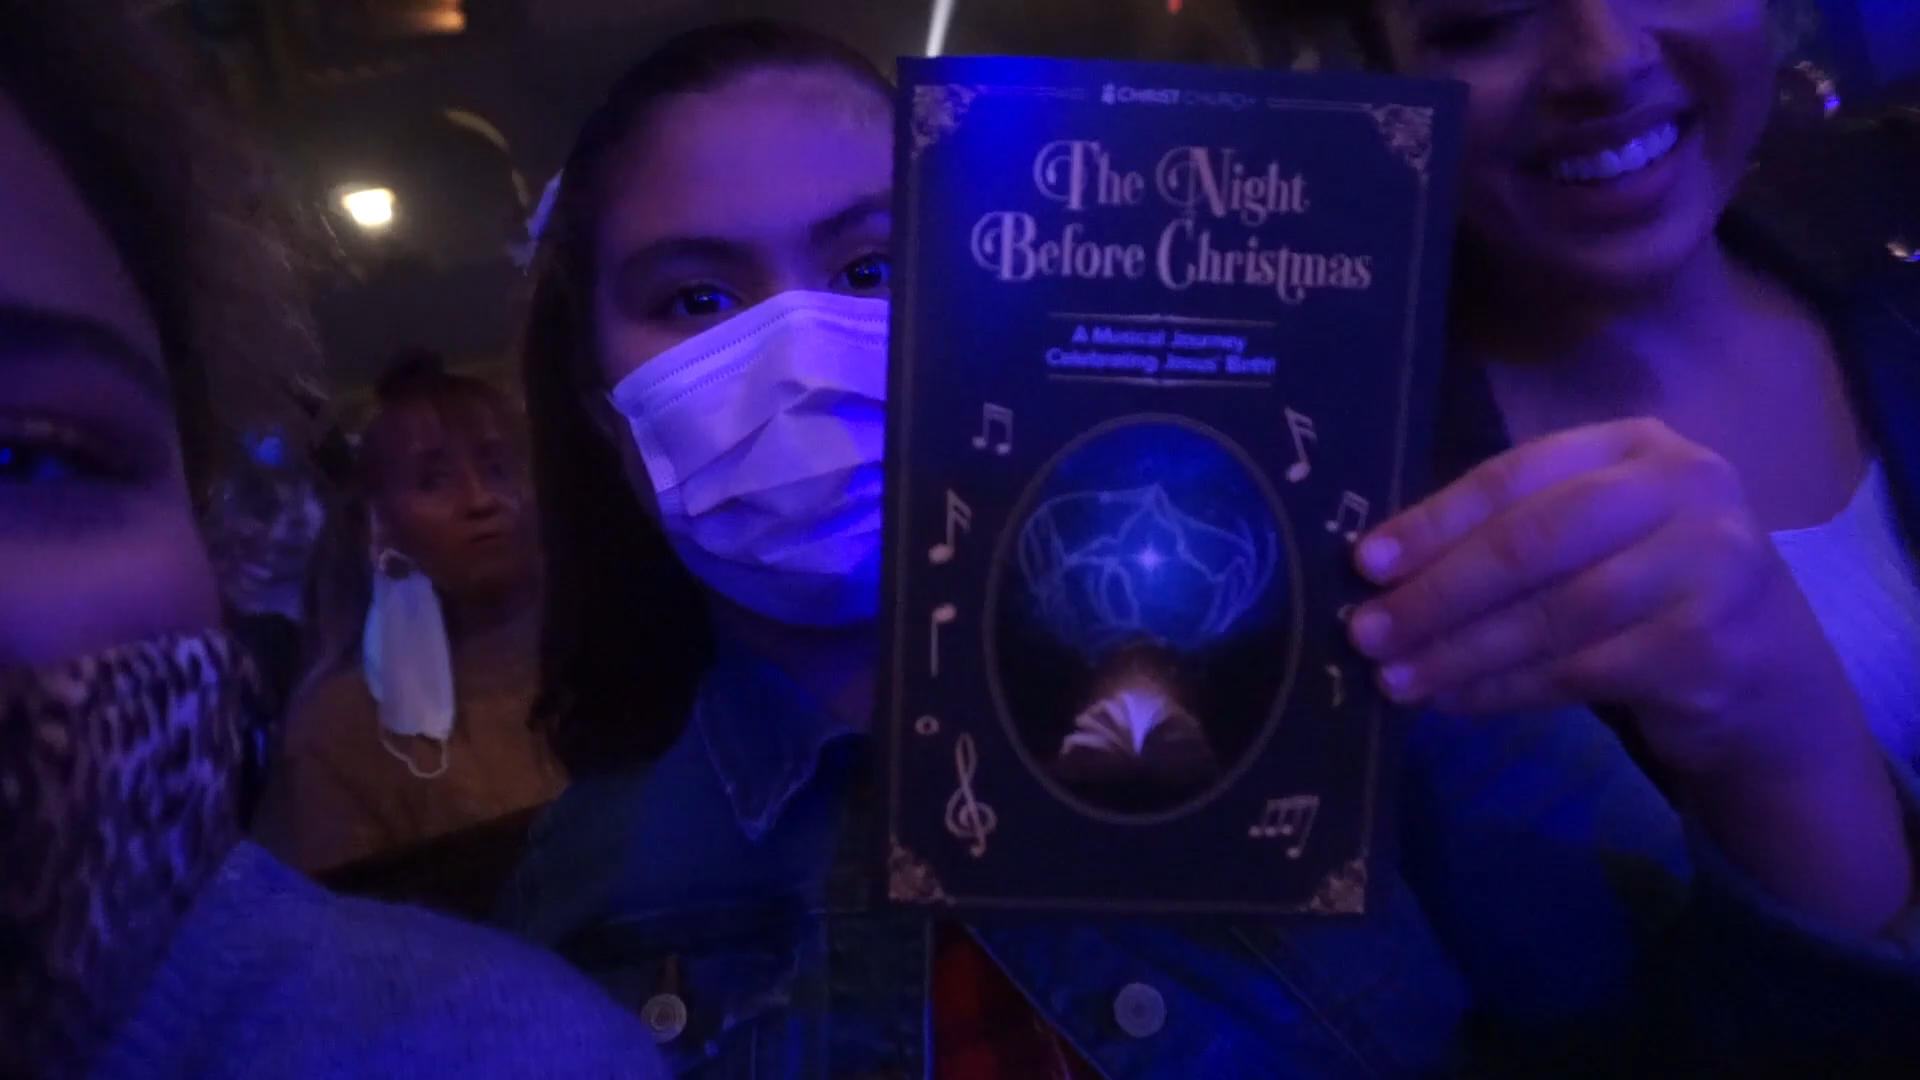 CHRIST CHURCH
The Night
Before Christmas
A Musical Journey
Celebrating Jesus' Birth!